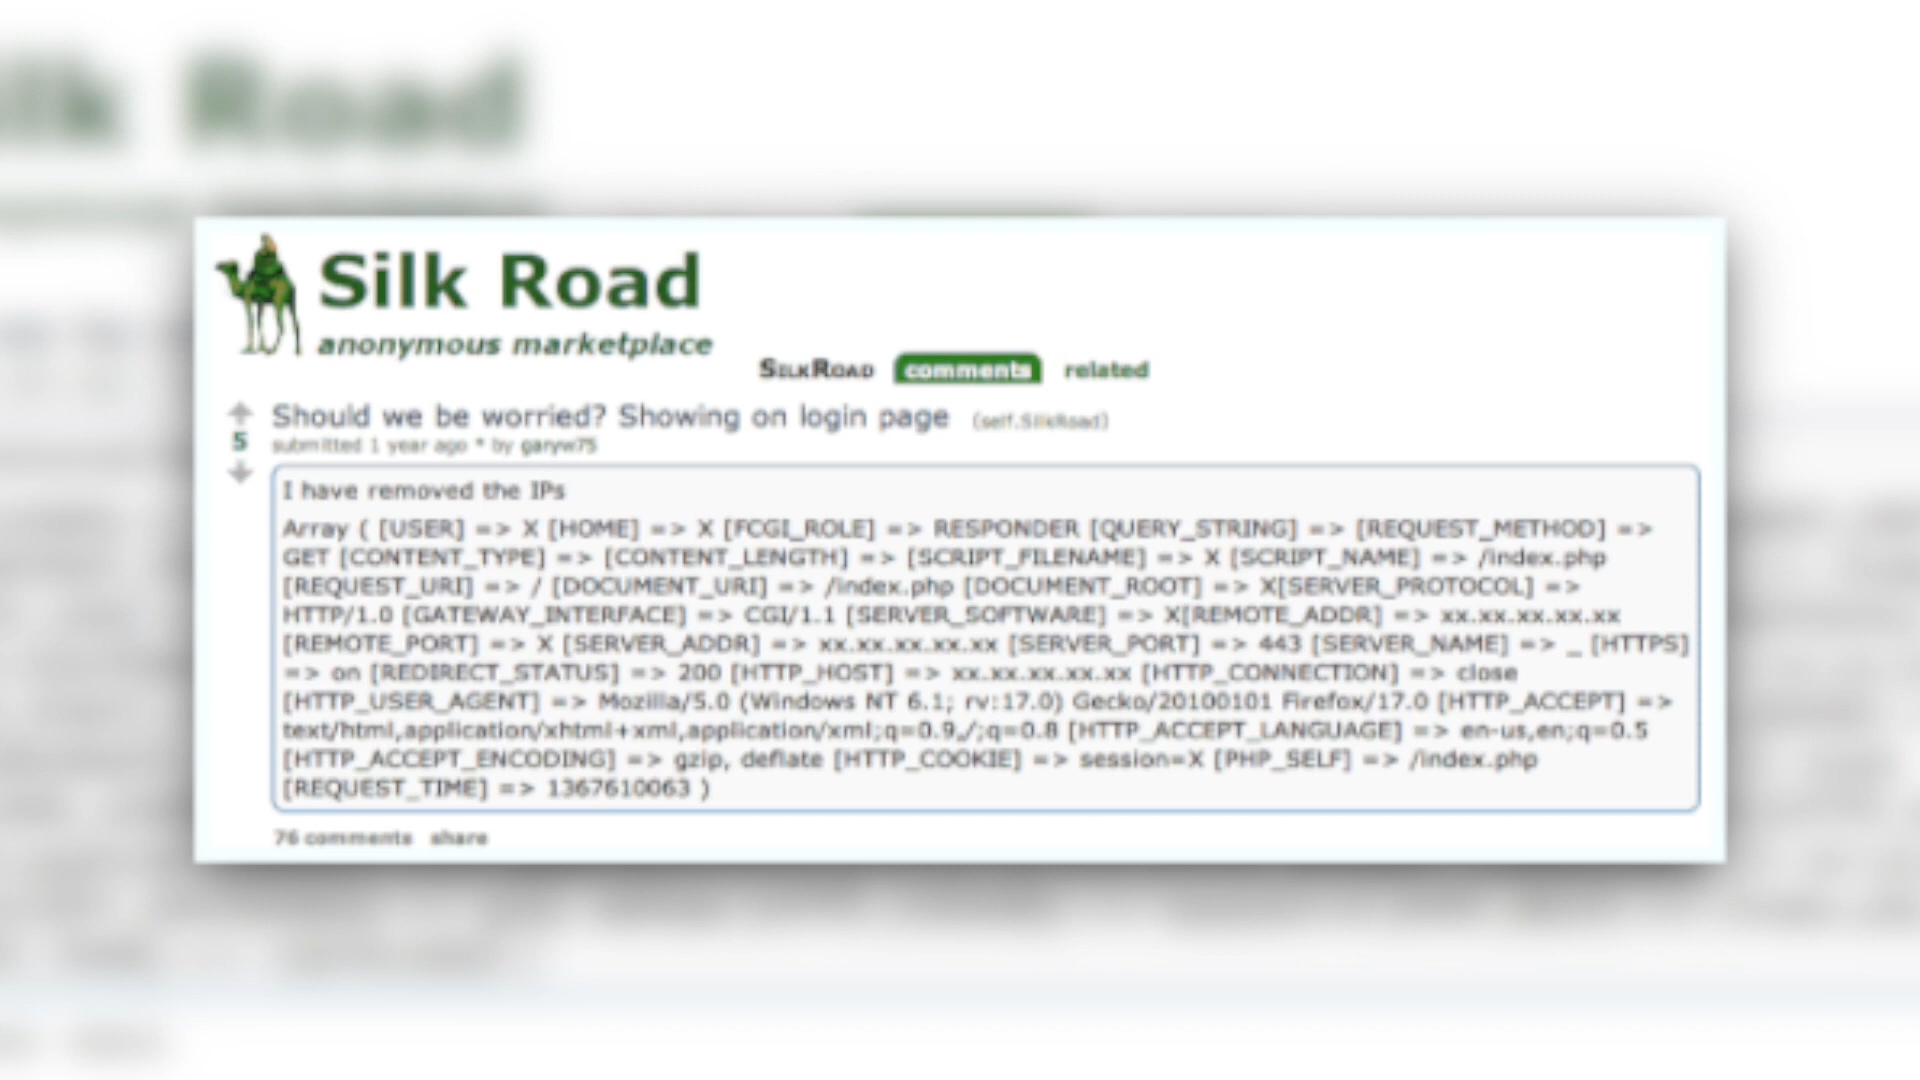 Silk Road
anonymous marketplace
SILKROAD comments related
Should we be worried? Showing on login page (self.SilkRoad)
5
submitted 1 year ago * by garyw75
I have removed the IPs
Array ( [USER] => X [HOME] => X [FCGI_ROLE] => RESPONDER [QUERY_STRING] => [REQUEST_METHOD] =>
GET [CONTENT_TYPE] => [CONTENT_LENGTH] => [SCRIPT_FILENAME] => X [SCRIPT_NAME] => /index.php
[REQUEST_URI] => / [DOCUMENT_URI] => /index.php [DOCUMENT_ROOT] => X[SERVER_PROTOCOL] =>
HTTP/1.0 [GATEWAY_INTERFACE] => CGI/1.1 [SERVER_SOFTWARE] => X[REMOTE_ADDR] => xx.xx.xx.xx.xx
[REMOTE_PORT] => X [SERVER_ADDR] => xx.xx.xx.xx.xx [SERVER_PORT] => 443 [SERVER_NAME] => _ [HTTPS]
=> on [REDIRECT_STATUS] => 200 [HTTP_HOST] => xx.xx.xx.xx.xx [HTTP_CONNECTION] => close
[HTTP_USER_AGENT] => Mozilla/5.0 (Windows NT 6.1; rv:17.0) Gecko/20100101 Firefox/17.0 [HTTP_ACCEPT] =>
text/html,application/xhtml+xml,application/xml;q=0.9,/;q=0.8 [HTTP_ACCEPT_LANGUAGE] => en-us,en;q=0.5
[HTTP_ACCEPT_ENCODING] => gzip, deflate [HTTP_COOKIE] => session=X [PHP_SELF] => /index.php
[REQUEST_TIME] => 1367610063 )
76 comments share